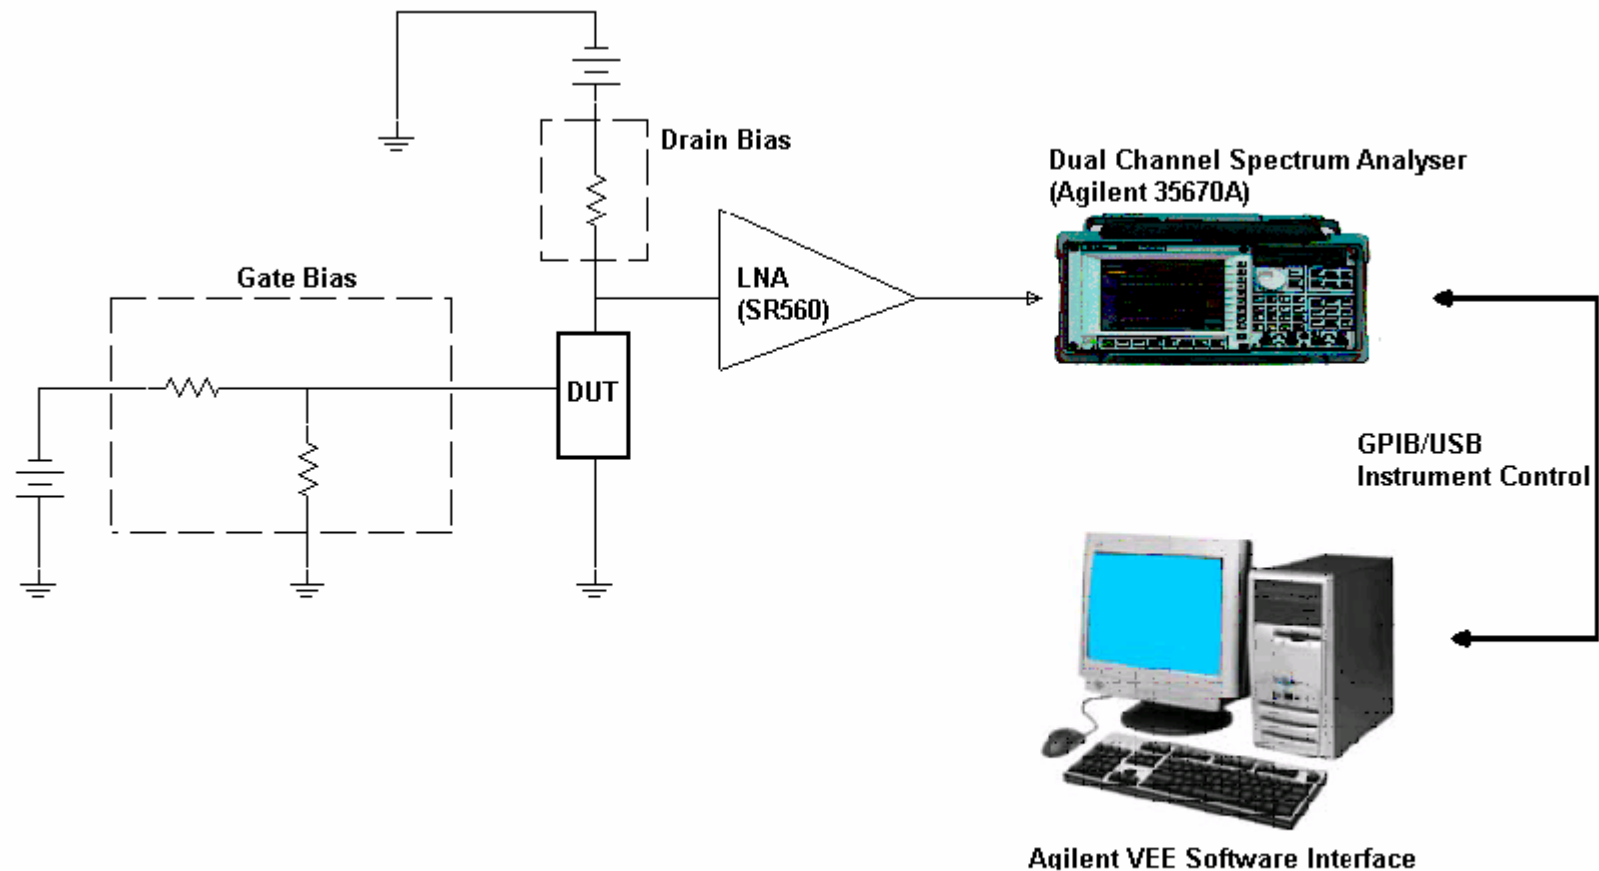 Drain Bias
Dual Channel Spectrum Analyser
(Agilent 35670A)
Gate Bias
LNA
(SR560)
DUT
GPIB/USB
Instrument Control
Agilent VEE Software Interface